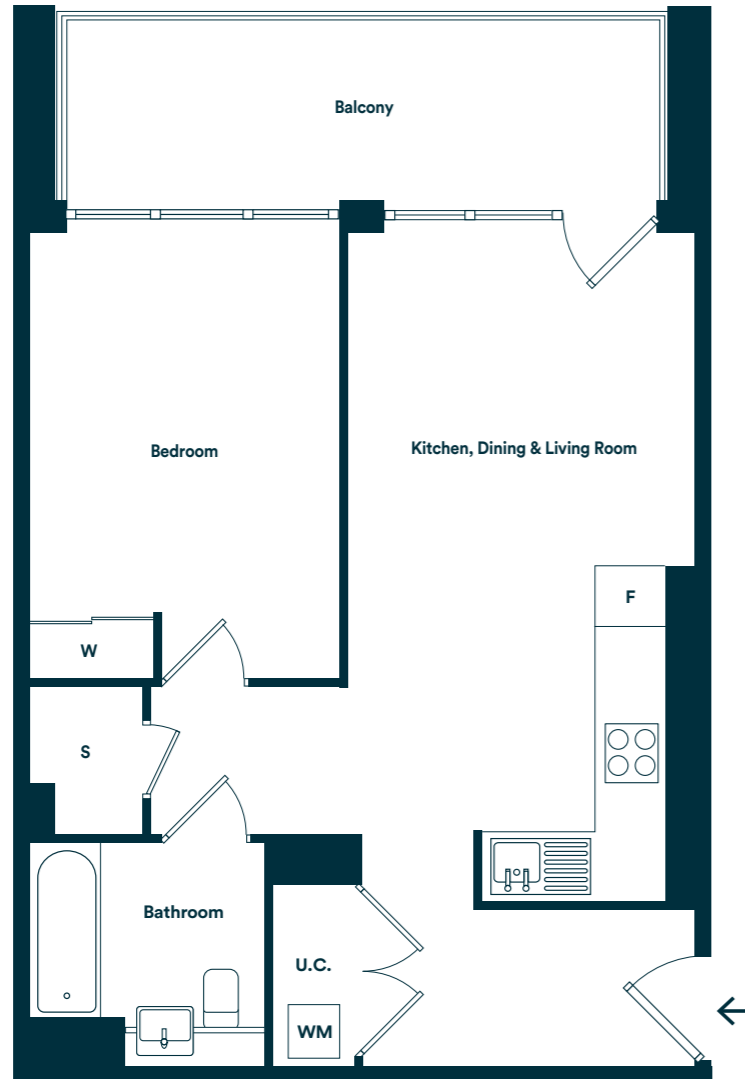 Balcony
Bedroom
Kitchen, Dining & Living Room
F
W
S
Bathroom
U.C.
WM